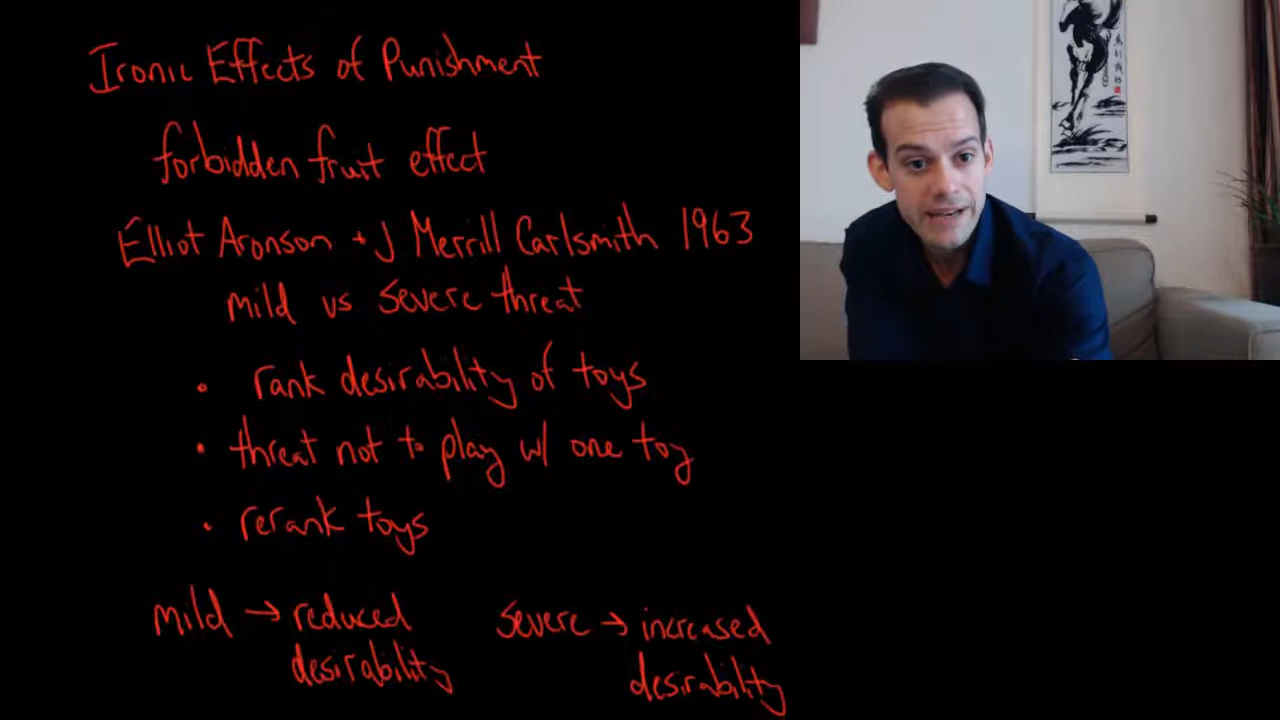 Ironic Effects of Punishment
forbidden fruit effect
Elliot Aronson + J Merrill Carlsmith 1963
mild vs severe threat
• rank desirability of toys
• threat not to play w/ one toy
• rerank toys
mild → reduced desirability
severe → increased desirability